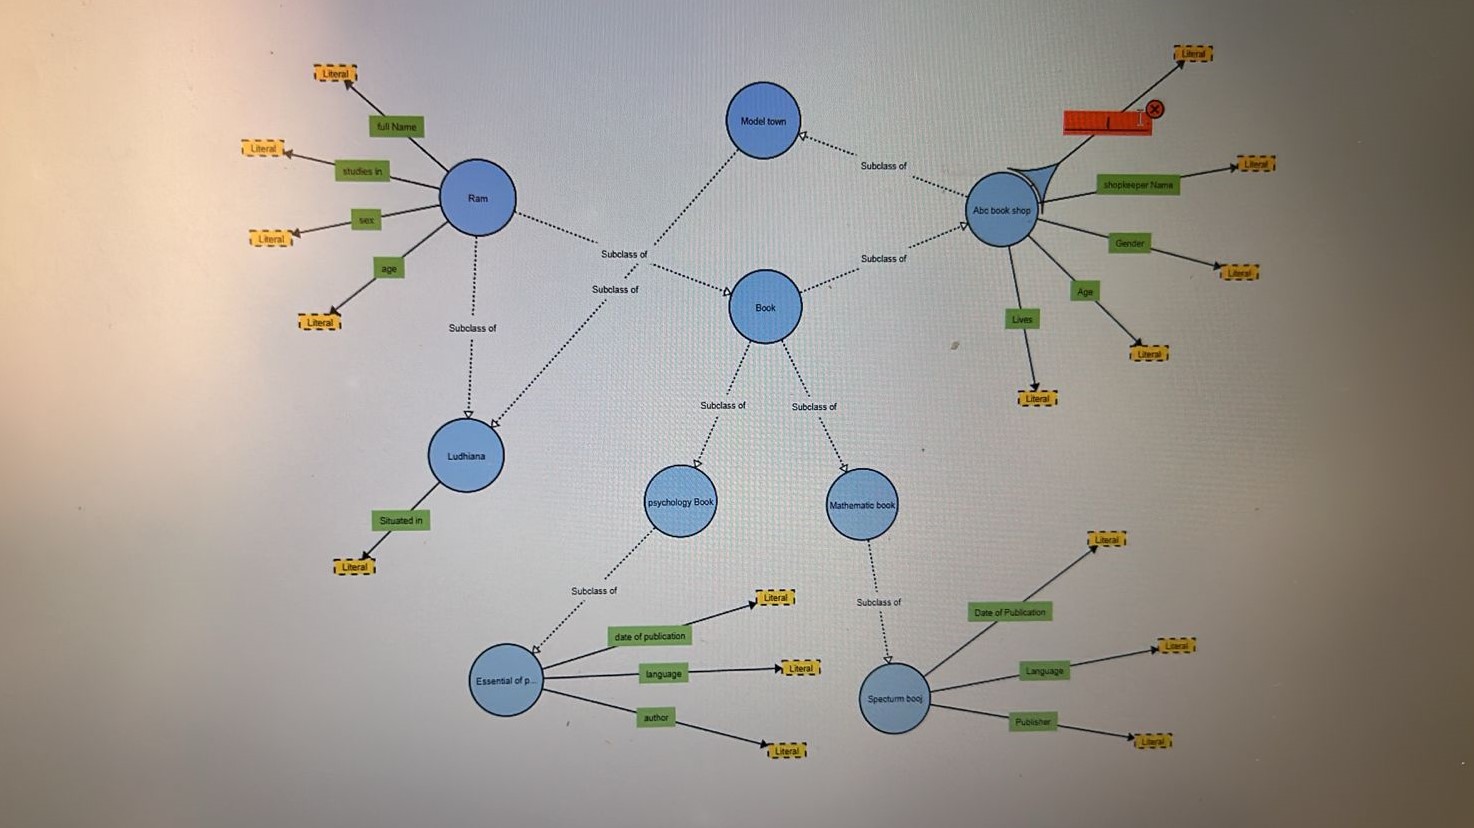 Literal
Literal
full Name
Model town
Literal
studies in
Subclass of
Literal
shopkeeper Name
Ram
Abc book shop
sex
Literal
Gender
Literal
age
Subclass of
Subclass of
Literal
Subclass of
Age
Book
Literal
Lives
Subclass of
Literal
Literal
Subclass of
Subclass of
Ludhiana
psychology Book
Mathematic book
Situated in
Literal
Literal
Subclass of
Literal
Subclass of
Date of Publication
date of publication
Literal
Literal
language
Language
Essential of p...
Specturm booj
author
Publisher
Literal
Literal